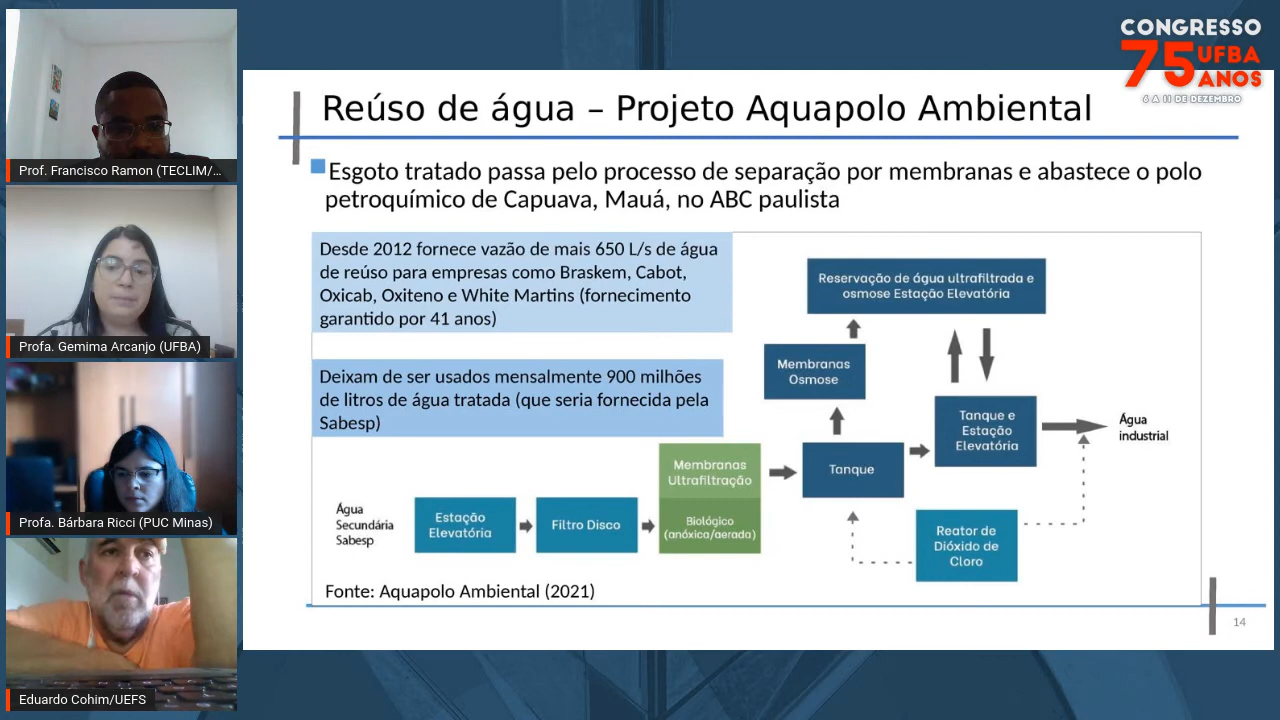 CONGRESSO
75 UFBA
ANOS
6 A 11 DE DEZEMBRO
Reúso de água – Projeto Aquapolo Ambiental
Esgoto tratado passa pelo processo de separação por membranas e abastece o polo
petroquímico de Capuava, Mauá, no ABC paulista
Desde 2012 fornece vazão de mais 650 L/s de água
de reúso para empresas como Braskem, Cabot,
Oxicab, Oxiteno e White Martins (fornecimento
garantido por 41 anos)
Deixam de ser usados mensalmente 900 milhões
de litros de água tratada (que seria fornecida pela
Sabesp)
Reservação de água ultrafiltrada e
osmose Estação Elevatória
Membranas
Osmose
Tanque e
Estação
Elevatória
Água
industrial
Membranas
Ultrafiltração
Tanque
Água
Secundária
Sabesp
Estação
Elevatória
Filtro Disco
Biológico
(anóxica/aerada)
Reator de
Dióxido de
Cloro
Fonte: Aquapolo Ambiental (2021)
14
Prof. Francisco Ramon (TECLIM/...
Profa. Gemima Arcanjo (UFBA)
Profa. Bárbara Ricci (PUC Minas)
Eduardo Cohim/UEFS